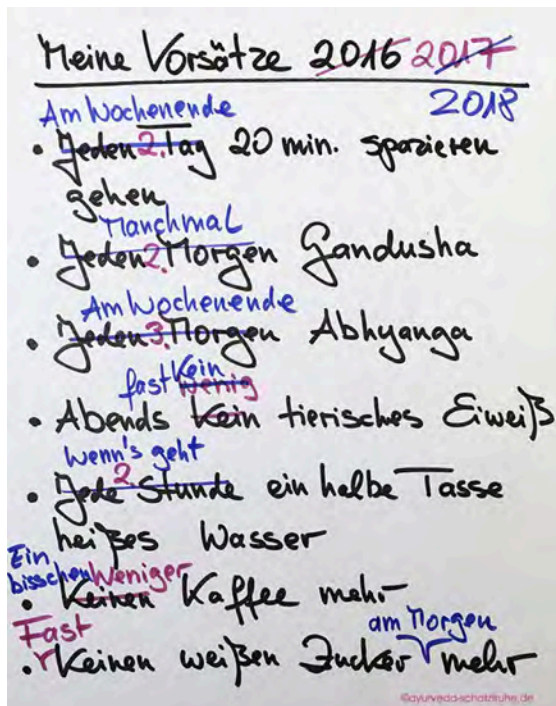 Meine Vorsätze 2016 2017
2018
Am Wochenende
• Jeden 2. Tag 20 min. spazieren
gehen
Manchmal
• Jeden 2. Morgen Gandusha
Am Wochenende
• Jeden 3. Morgen Abhyanga
fast kein
wenig
• Abends kein tierisches Eiweiß
wenn's geht
2.
• Jede Stunde ein halbe Tasse
heißes Wasser
Ein
bisschen Weniger
• Keinen Kaffee mehr
Fast
am Morgen
• Keinen weißen Zucker mehr
©ayurveda-schatztruhe.de